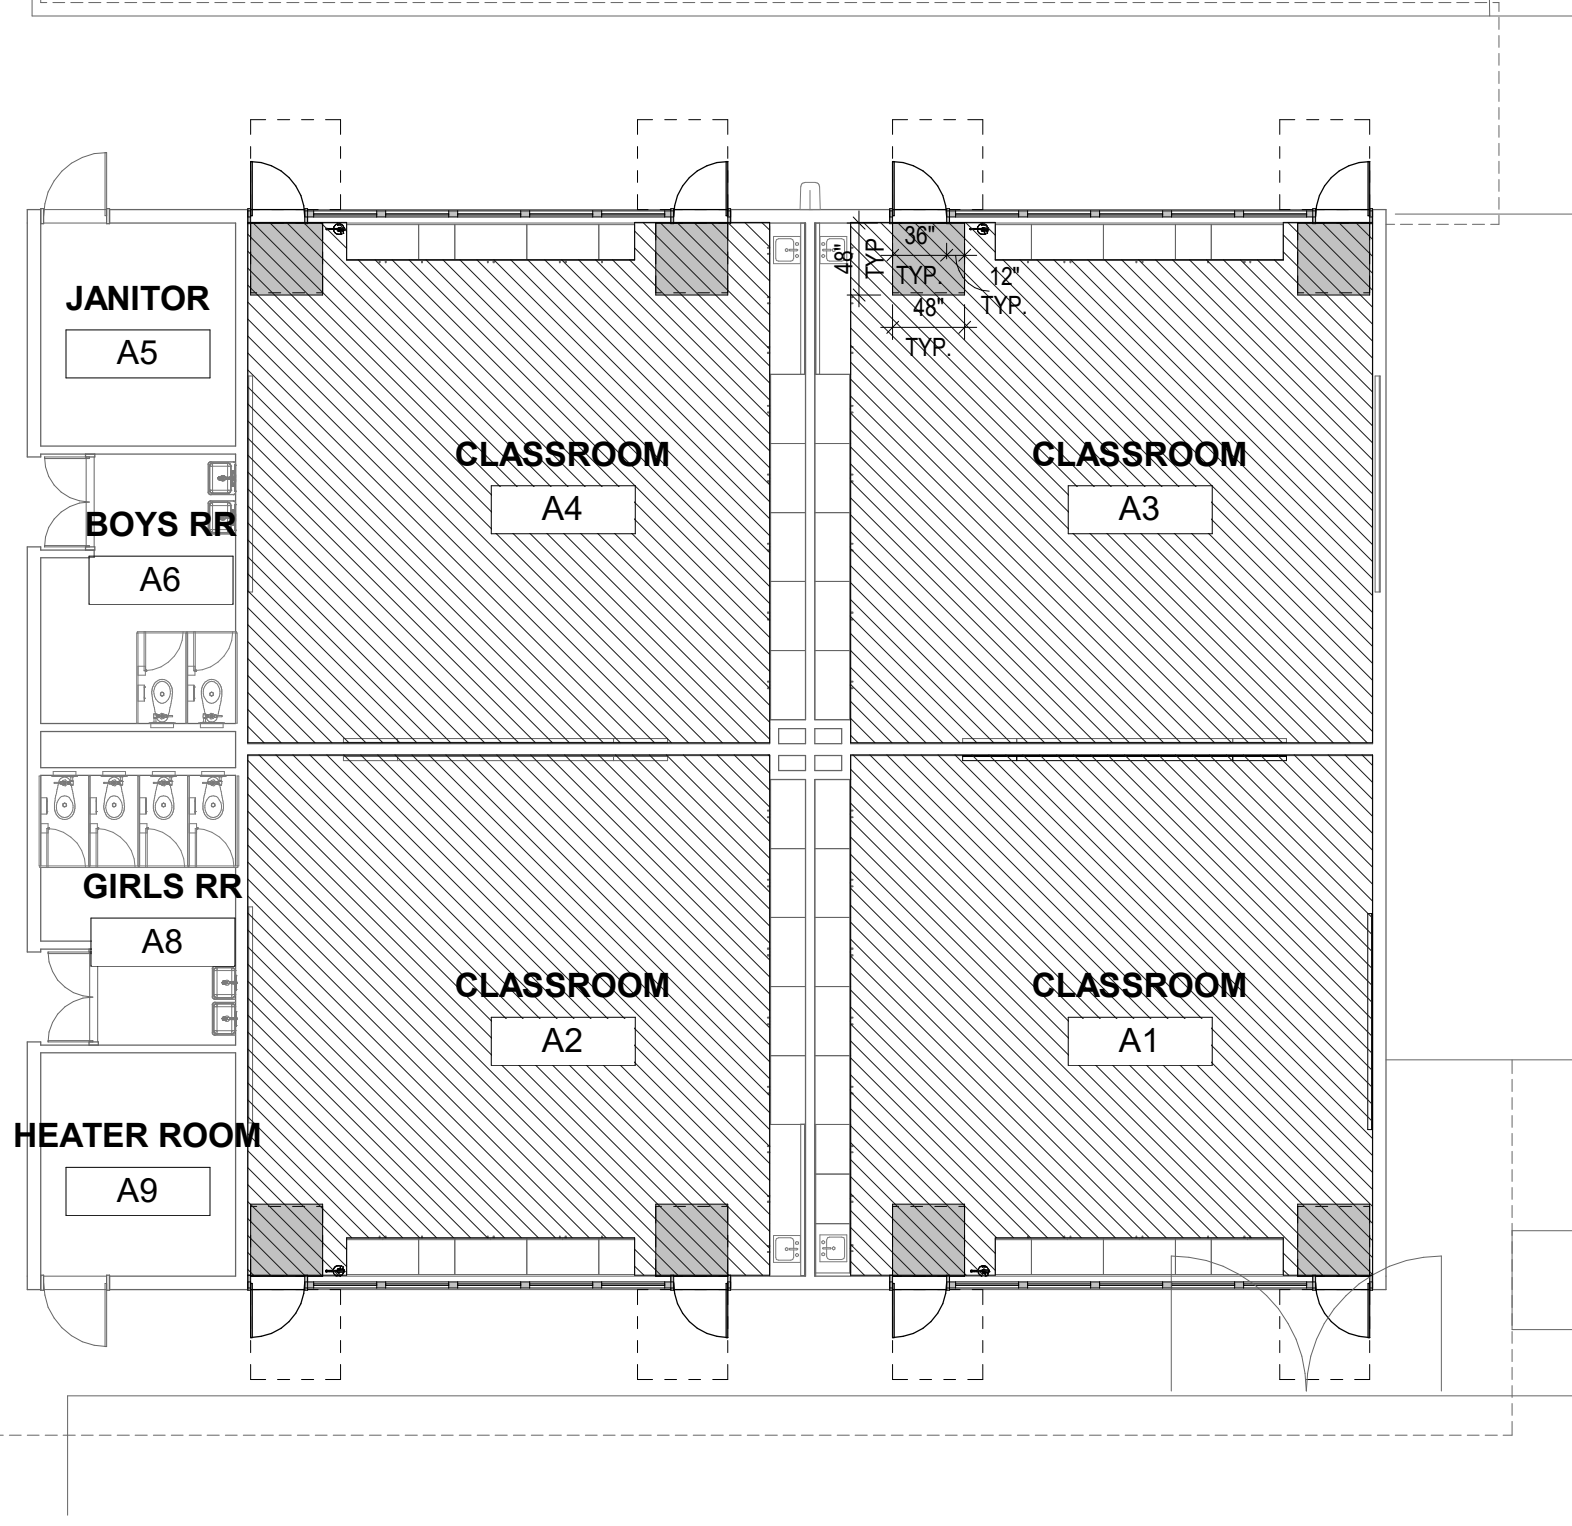 36"
48"
TYP
TYP.
12"
TYP.
48"
TYP.
JANITOR
A5
CLASSROOM
A4
CLASSROOM
A3
BOYS RR
A6
GIRLS RR
A8
CLASSROOM
A2
CLASSROOM
A1
HEATER ROOM
A9